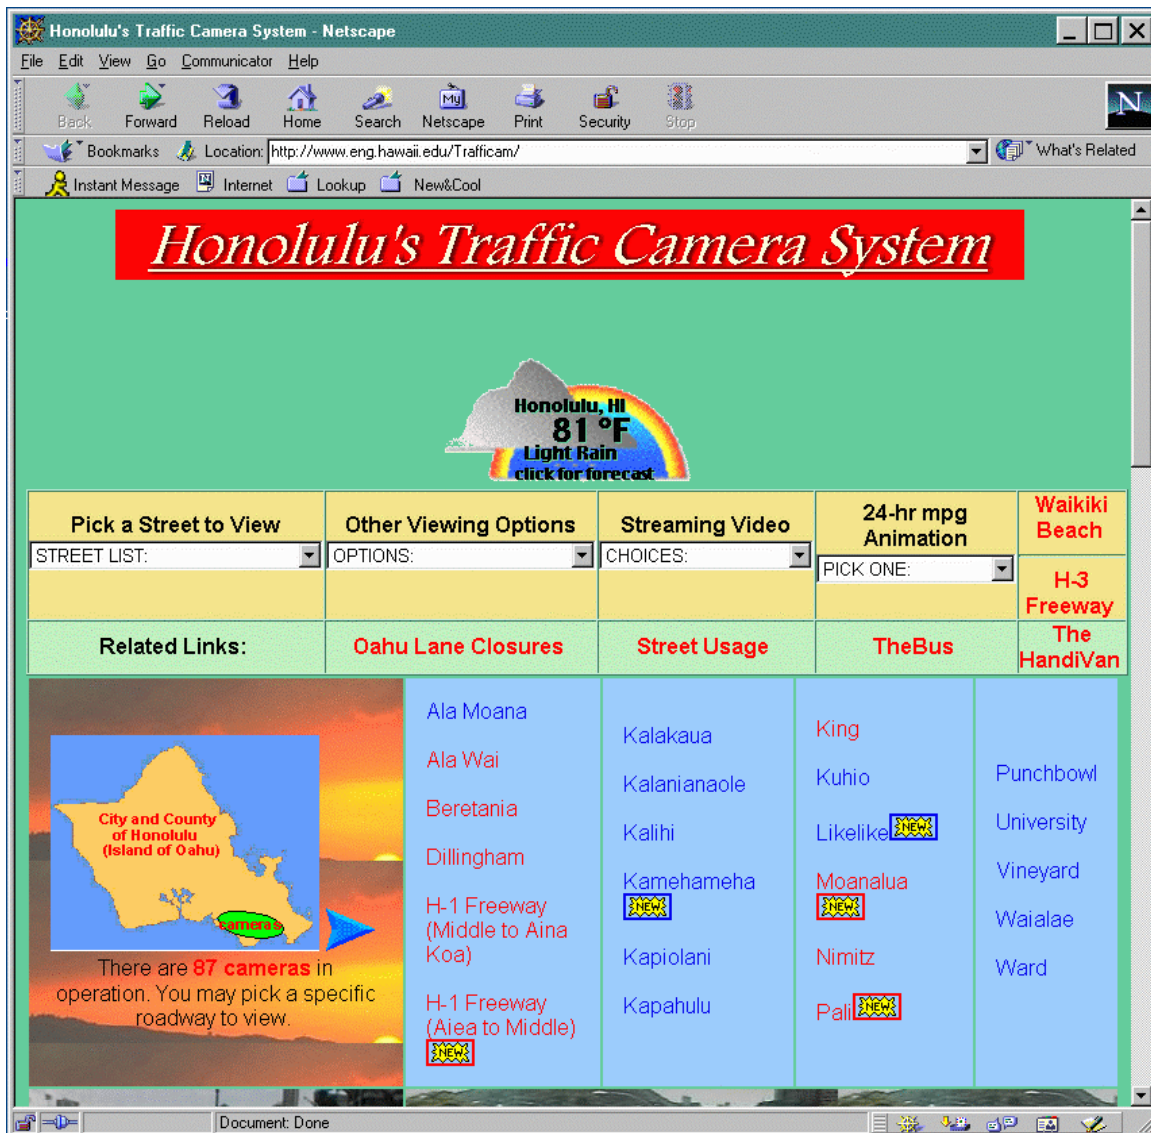 Honolulu's Traffic Camera System - Netscape
File Edit View Go Communicator Help
Back Forward Reload Home Search Netscape Print Security Stop
My
N
Bookmarks Location: http://www.eng.hawaii.edu/Trafficam/ What's Related
Instant Message Internet Lookup New&Cool
Honolulu's Traffic Camera System
Honolulu, HI
81 °F
Light Rain
click for forecast
Pick a Street to View
STREET LIST:
Other Viewing Options
OPTIONS:
Streaming Video
CHOICES:
24-hr mpg
Animation
PICK ONE:
Waikiki
Beach
H-3
Freeway
Related Links:
Oahu Lane Closures
Street Usage
TheBus
The
HandiVan
City and County
of Honolulu
(Island of Oahu)
cameras
There are 87 cameras in
operation. You may pick a specific
roadway to view.
Ala Moana
Ala Wai
Beretania
Dillingham
H-1 Freeway
(Middle to Aina
Koa)
H-1 Freeway
(Aiea to Middle)
NEW
Kalakaua
Kalanianaole
Kalihi
Kamehameha
NEW
Kapiolani
Kapahulu
King
Kuhio
Likelike NEW
Moanalua
NEW
Nimitz
Pali NEW
Punchbowl
University
Vineyard
Waialae
Ward
Document: Done